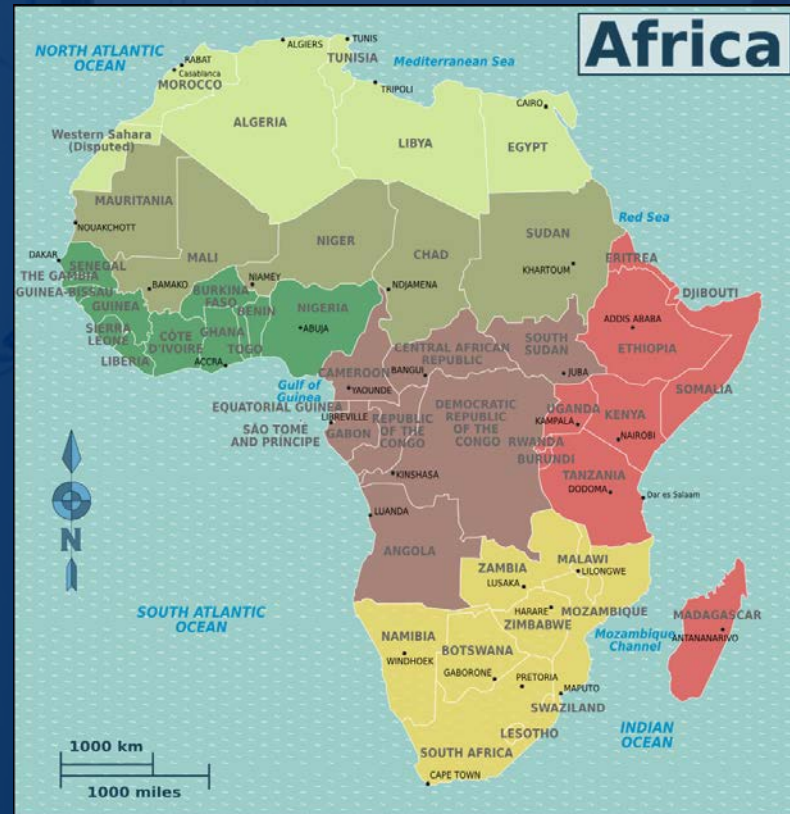 Africa
NORTH ATLANTIC
OCEAN
RABAT
Casablanca
MOROCCO
ALGIERS
TUNIS
TUNISIA
Mediterranean Sea
TRIPOLI
CAIRO
ALGERIA
LIBYA
EGYPT
Western Sahara
(Disputed)
MAURITANIA
NOUAKCHOTT
MALI
NIGER
CHAD
SUDAN
KHARTOUM
Red Sea
ERITREA
DJIBOUTI
DAKAR
SENEGAL
THE GAMBIA
GUINEA-BISSAU
BAMAKO
GUINEA
SIERRA
LEONE
LIBERIA
CÔTE
D'IVOIRE
BURKINA
FASO
NIAMEY
GHANA
ACCRA
TOGO
BENIN
NIGERIA
ABUJA
NDJAMENA
Gulf of
Guinea
CAMEROON
YAOUNDE
CENTRAL AFRICAN
REPUBLIC
BANGUI
SOUTH
SUDAN
JUBA
ADDIS ABABA
ETHIOPIA
SOMALIA
EQUATORIAL GUINEA
LIBREVILLE
SÃO TOMÉ
AND PRÍNCIPE
GABON
REPUBLIC
OF THE
CONGO
DEMOCRATIC
REPUBLIC
OF THE
CONGO
UGANDA
KAMPALA
KENYA
NAIROBI
RWANDA
BURUNDI
TANZANIA
DODOMA
Dar es Salaam
KINSHASA
LUANDA
ANGOLA
N
ZAMBIA
LUSAKA
MALAWI
LILONGWE
HARARE
ZIMBABWE
MOZAMBIQUE
Mozambique
Channel
MADAGASCAR
ANTANANARIVO
SOUTH ATLANTIC
OCEAN
NAMIBIA
WINDHOEK
BOTSWANA
GABORONE
PRETORIA
MAPUTO
SWAZILAND
LESOTHO
SOUTH AFRICA
CAPE TOWN
INDIAN
OCEAN
1000 km
1000 miles